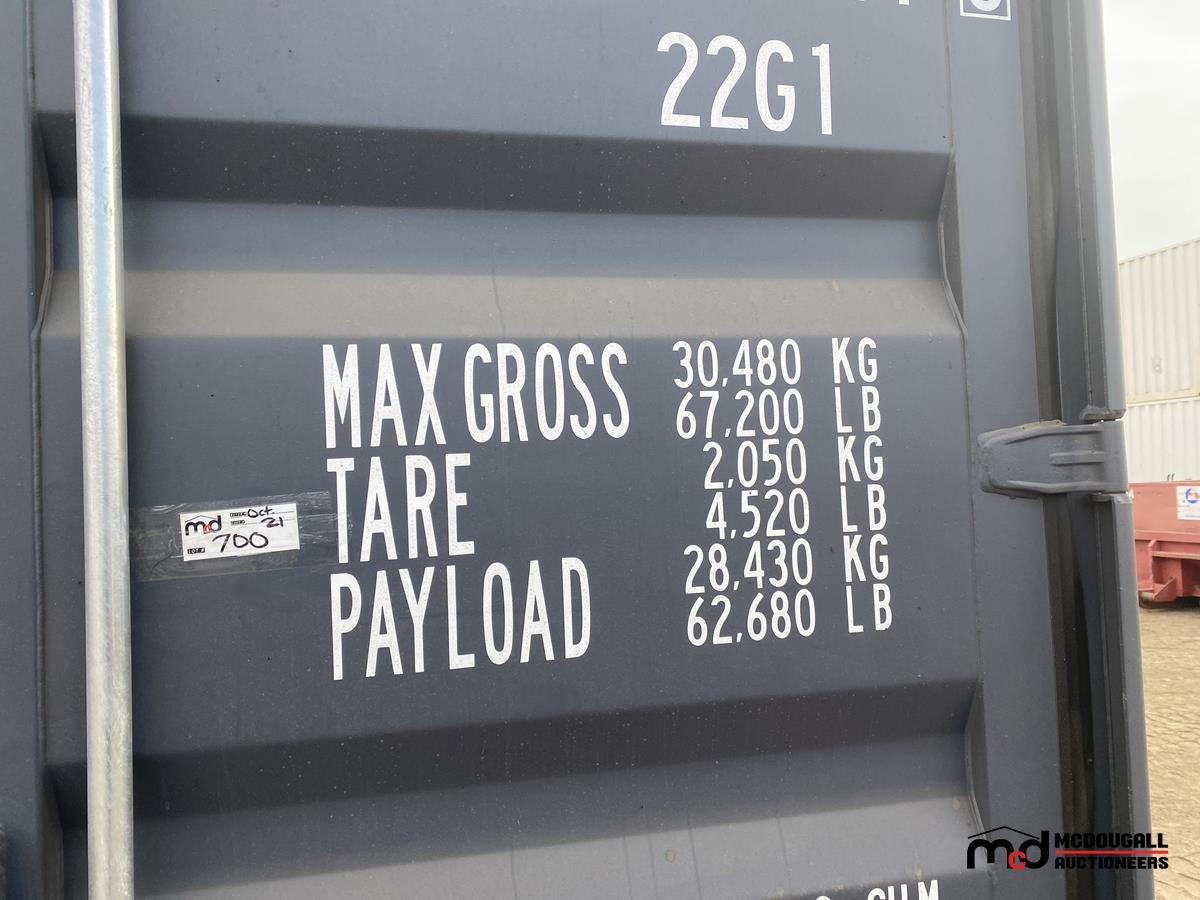 22G1
MAX GROSS 30,480 KG
67,200 LB
TARE 2,050 KG
4,520 LB
PAYLOAD 28,430 KG
62,680 LB
mcd Oct. 21
LOT # 700
mcd MCDOUGALL
AUCTIONEERS